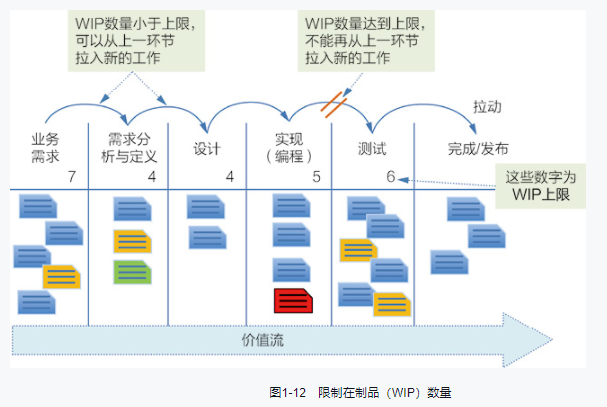 WIP数量小于上限，
可以从上一环节
拉入新的工作
WIP数量达到上限，
不能再从上一环节
拉入新的工作
拉动
业务
需求
7
需求分
析与定义
4
设计
4
实现
（编程）
5
测试
6
完成/发布
这些数字为
WIP上限
价值流
图1-12 限制在制品（WIP）数量